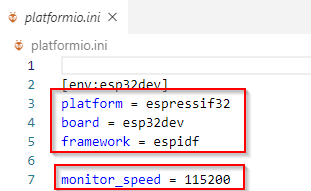 platformio.ini ×
platformio.ini
1
2 [env:esp32dev]
3 platform = espressif32
4 board = esp32dev
5 framework = espidf
6
7 monitor_speed = 115200